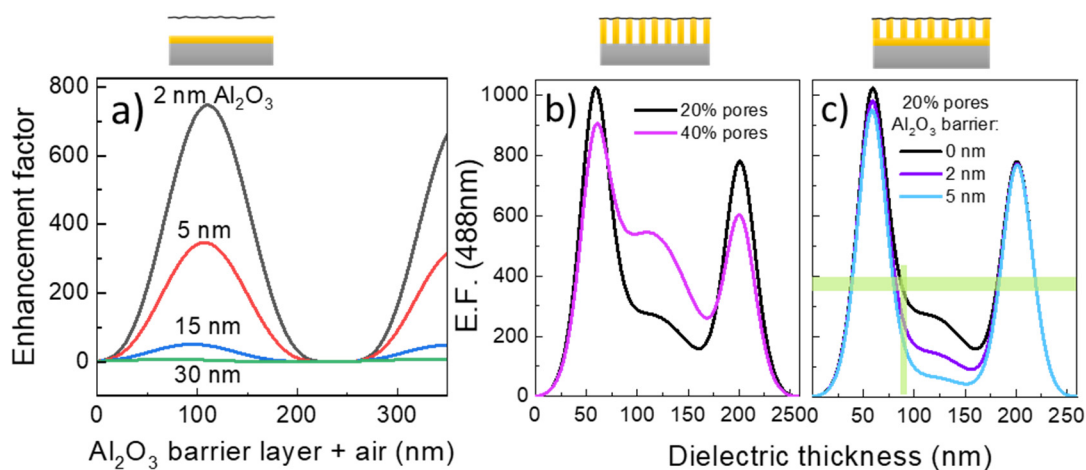 a)
2 nm Al₂O₃
5 nm
15 nm
30 nm
800
600
400
200
0
0 100 200 300
Enhancement factor
Al₂O₃ barrier layer + air (nm)
b)
20% pores
40% pores
1000
800
600
400
200
0
0 50 100 150 200 250
E.F. (488nm)
c)
20% pores
Al₂O₃ barrier:
0 nm
2 nm
5 nm
0 50 100 150 200 250
Dielectric thickness (nm)